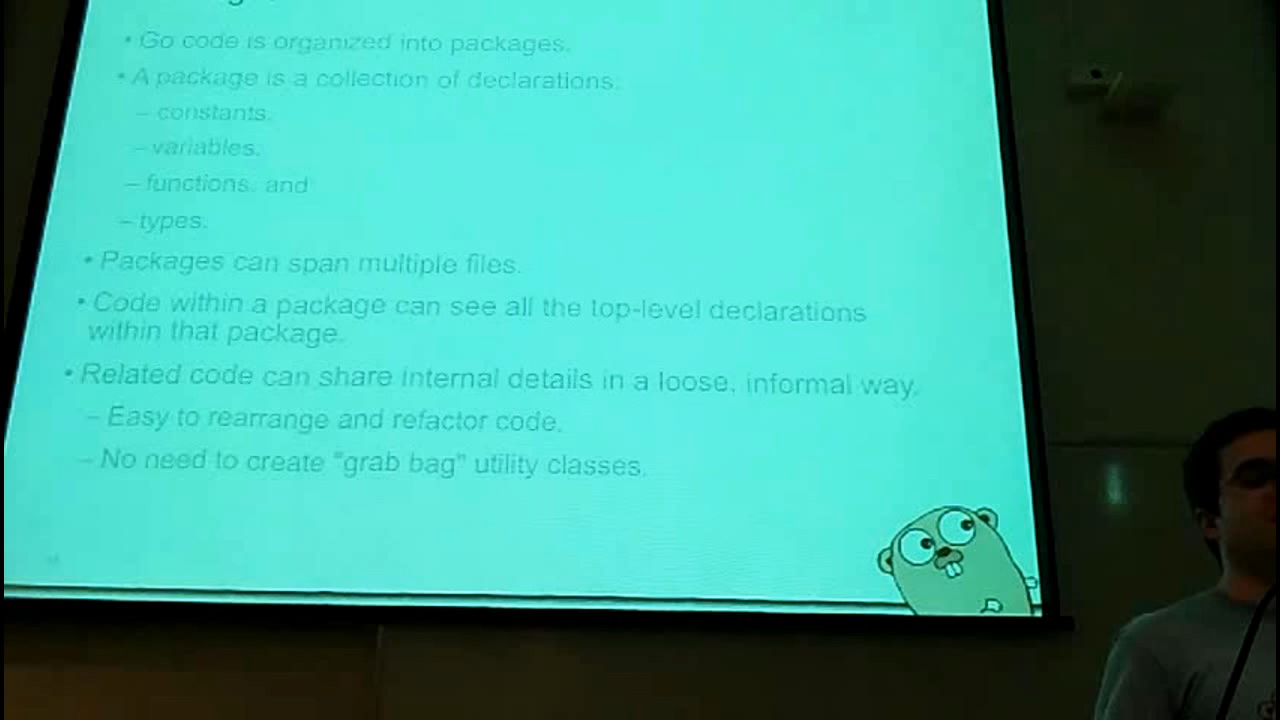 • Go code is organized into packages.
• A package is a collection of declarations:
– constants,
– variables,
– functions, and
– types.
• Packages can span multiple files.
• Code within a package can see all the top-level declarations
within that package.
• Related code can share internal details in a loose, informal way.
– Easy to rearrange and refactor code.
– No need to create "grab bag" utility classes.